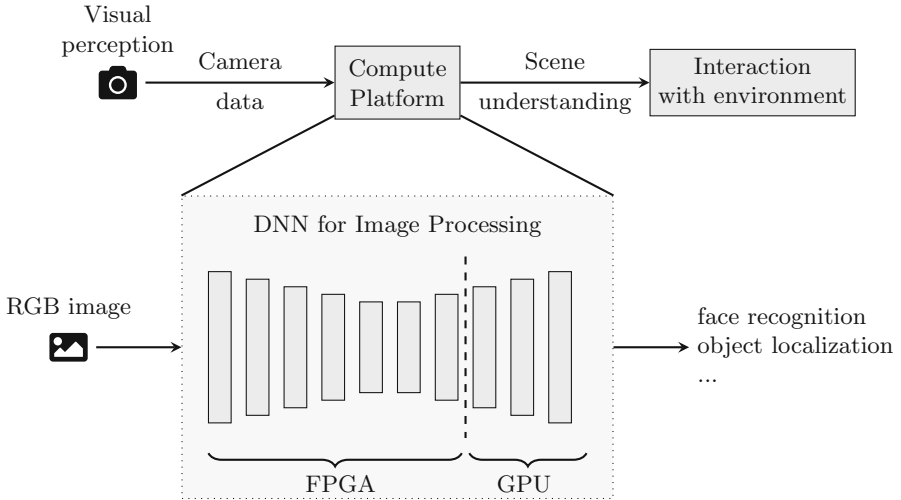 Visual
perception
Camera
data
Compute
Platform
Scene
understanding
Interaction
with environment
DNN for Image Processing
RGB image
face recognition
object localization
...
FPGA
GPU